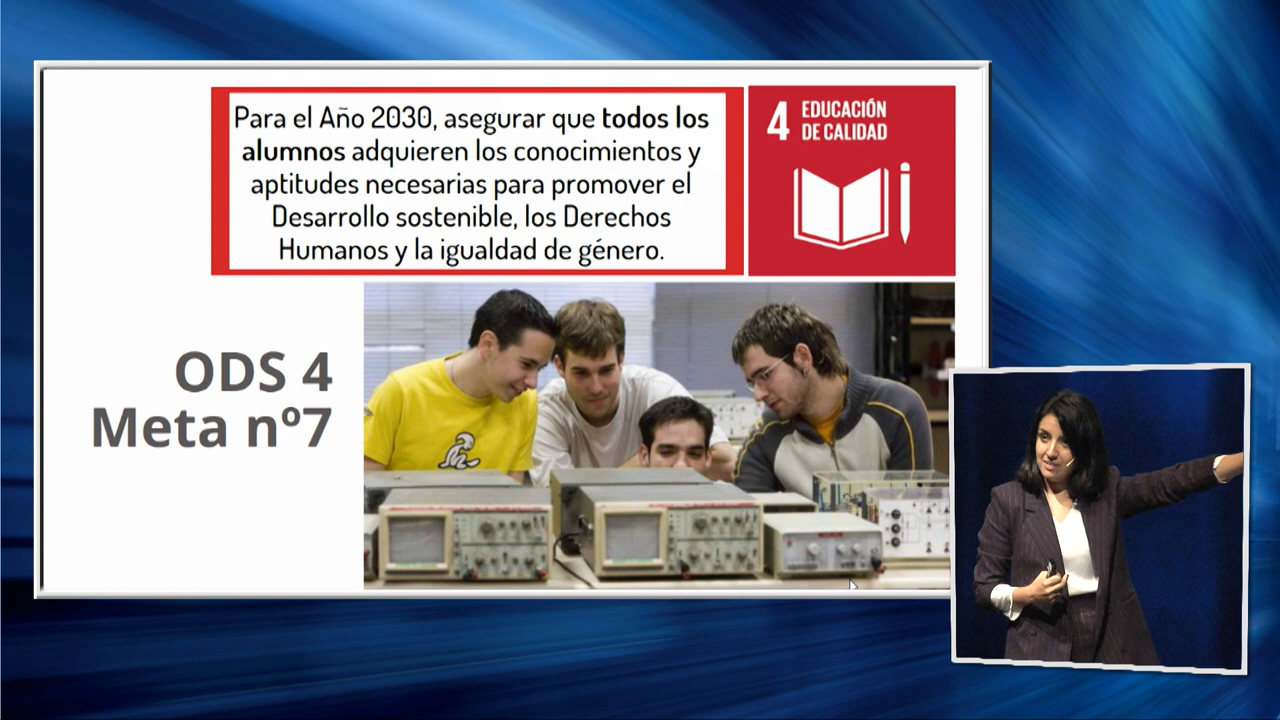 Para el Año 2030, asegurar que todos los
alumnos adquieren los conocimientos y
aptitudes necesarias para promover el
Desarrollo sostenible, los Derechos
Humanos y la igualdad de género.
4 EDUCACIÓN
DE CALIDAD
ODS 4
Meta nº7